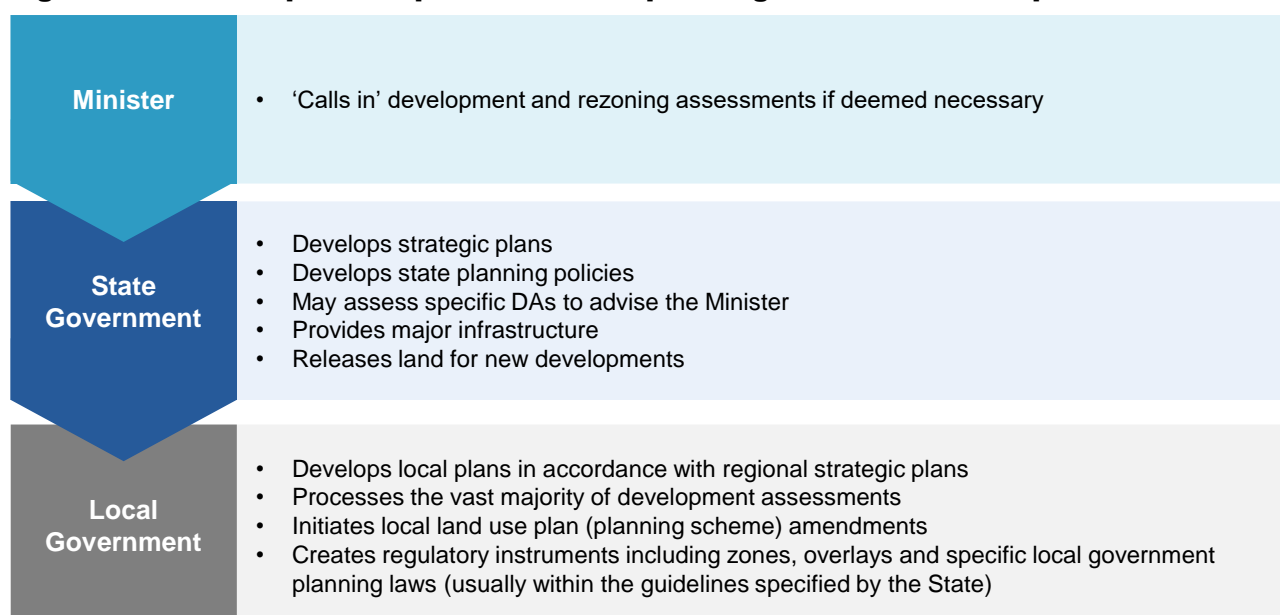 Minister
• ‘Calls in’ development and rezoning assessments if deemed necessary
State
Government
• Develops strategic plans
• Develops state planning policies
• May assess specific DAs to advise the Minister
• Provides major infrastructure
• Releases land for new developments
Local
Government
• Develops local plans in accordance with regional strategic plans
• Processes the vast majority of development assessments
• Initiates local land use plan (planning scheme) amendments
• Creates regulatory instruments including zones, overlays and specific local government
planning laws (usually within the guidelines specified by the State)